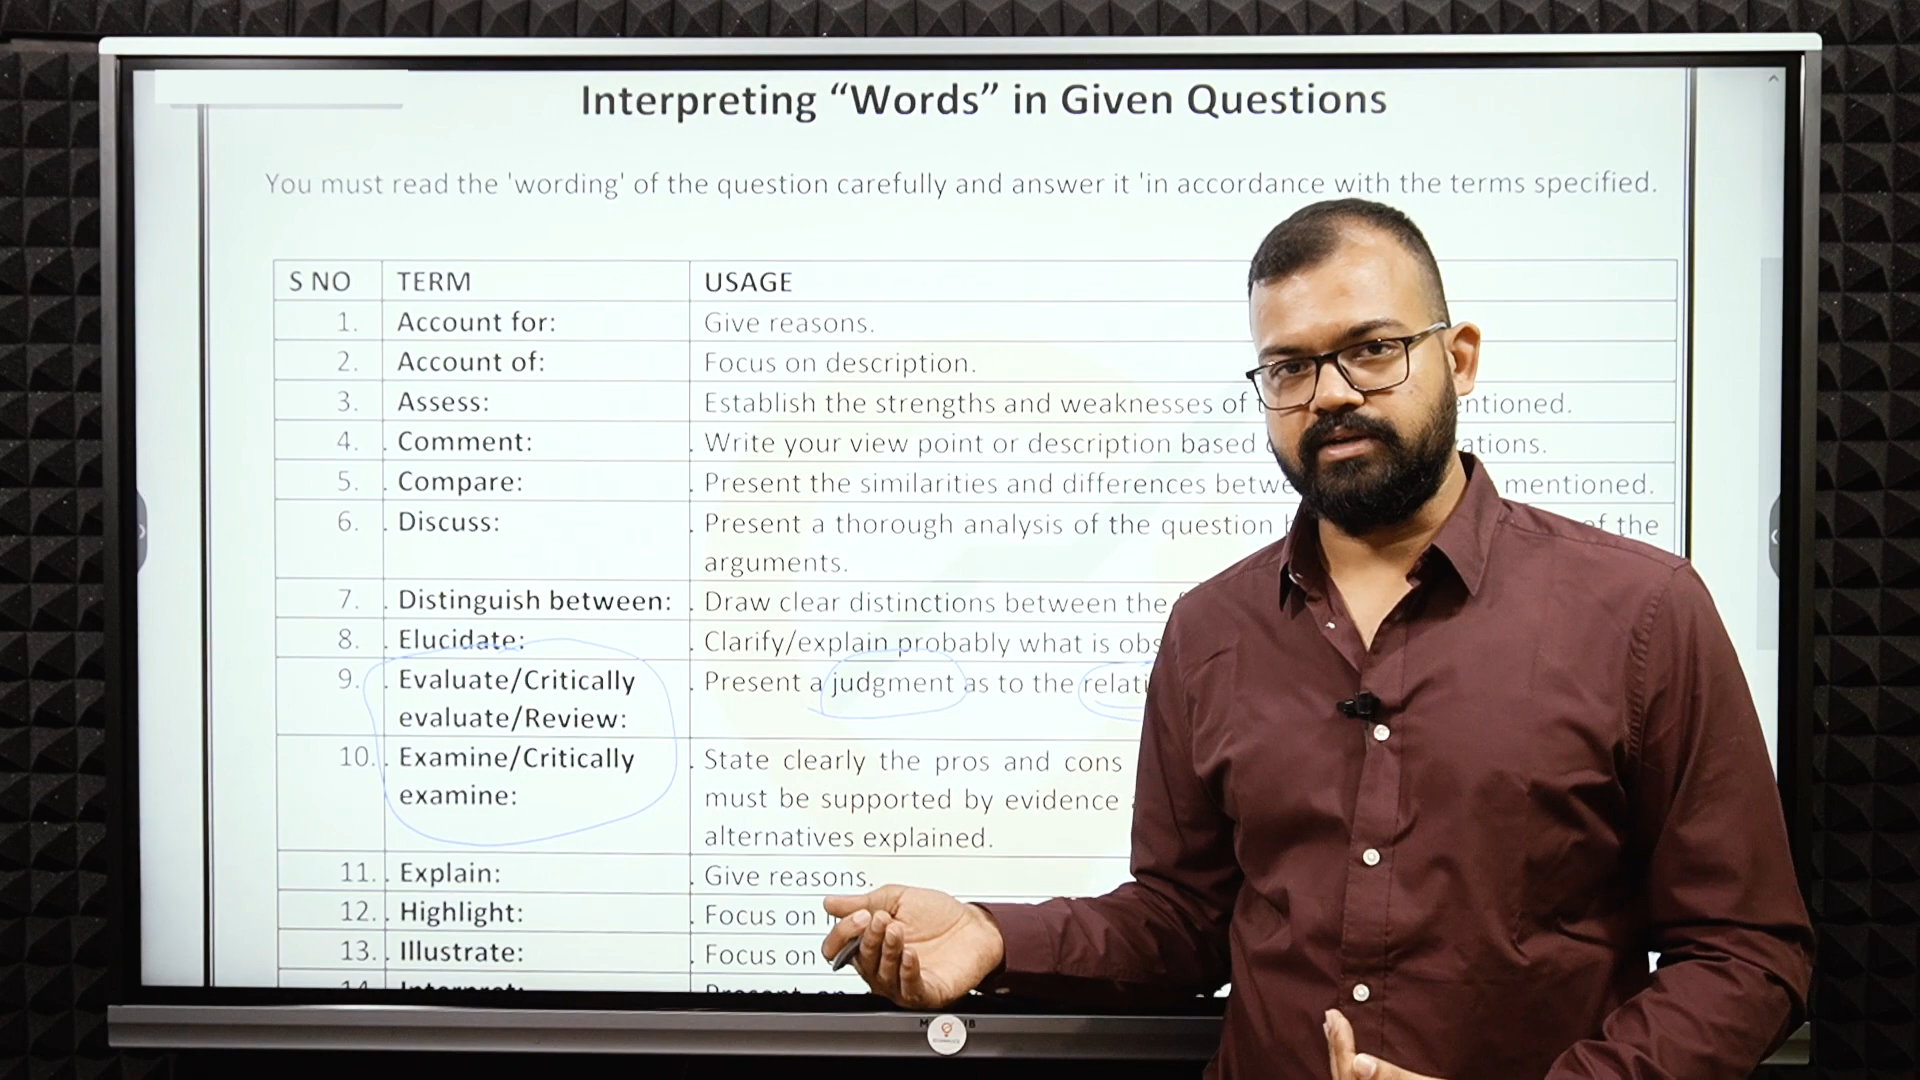 Interpreting “Words” in Given Questions
You must read the 'wording' of the question carefully and answer it 'in accordance with the terms specified.
S NO TERM USAGE
1. Account for: Give reasons.
2. Account of: Focus on description.
3. Assess: Establish the strengths and weaknesses of
4. . Comment: . Write your view point or description based
5. . Compare: . Present the similarities and differences mentioned.
6. . Discuss: . Present a thorough analysis of the question of the
arguments.
7. . Distinguish between: . Draw clear distinctions between the
8. . Elucidate: . Clarify/explain probably what is
9. . Evaluate/Critically . Present a judgment as to the
evaluate/Review:
10. . Examine/Critically . State clearly the pros and cons
examine: must be supported by evidence
alternatives explained.
11. . Explain: . Give reasons.
12. . Highlight: . Focus on
13. . Illustrate: . Focus on